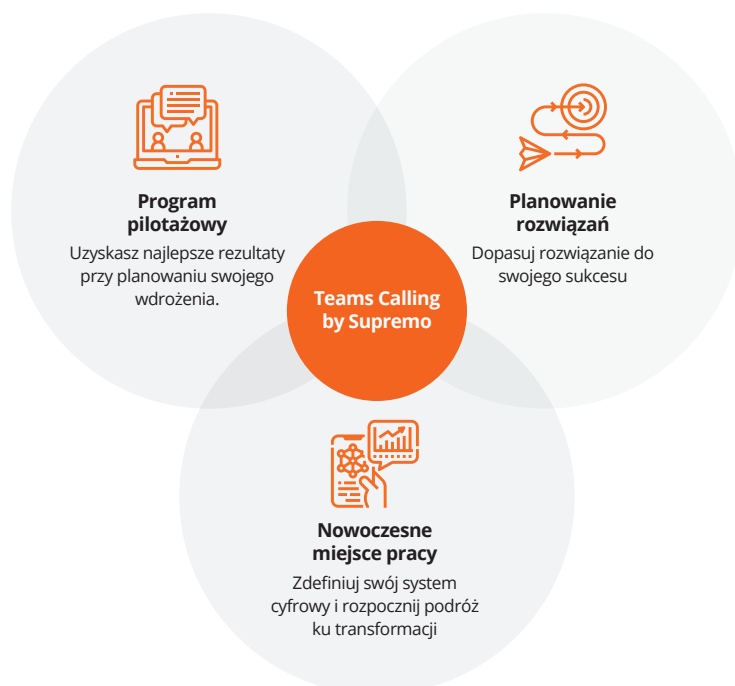 Program
pilotażowy
Uzyskasz najlepsze rezultaty
przy planowaniu swojego
wdrożenia.
Planowanie
rozwiązań
Dopasuj rozwiązanie do
swojego sukcesu
Teams Calling
by Supremo
Nowoczesne
miejsce pracy
Zdefiniuj swój system
cyfrowy i rozpocznij podróż
ku transformacji